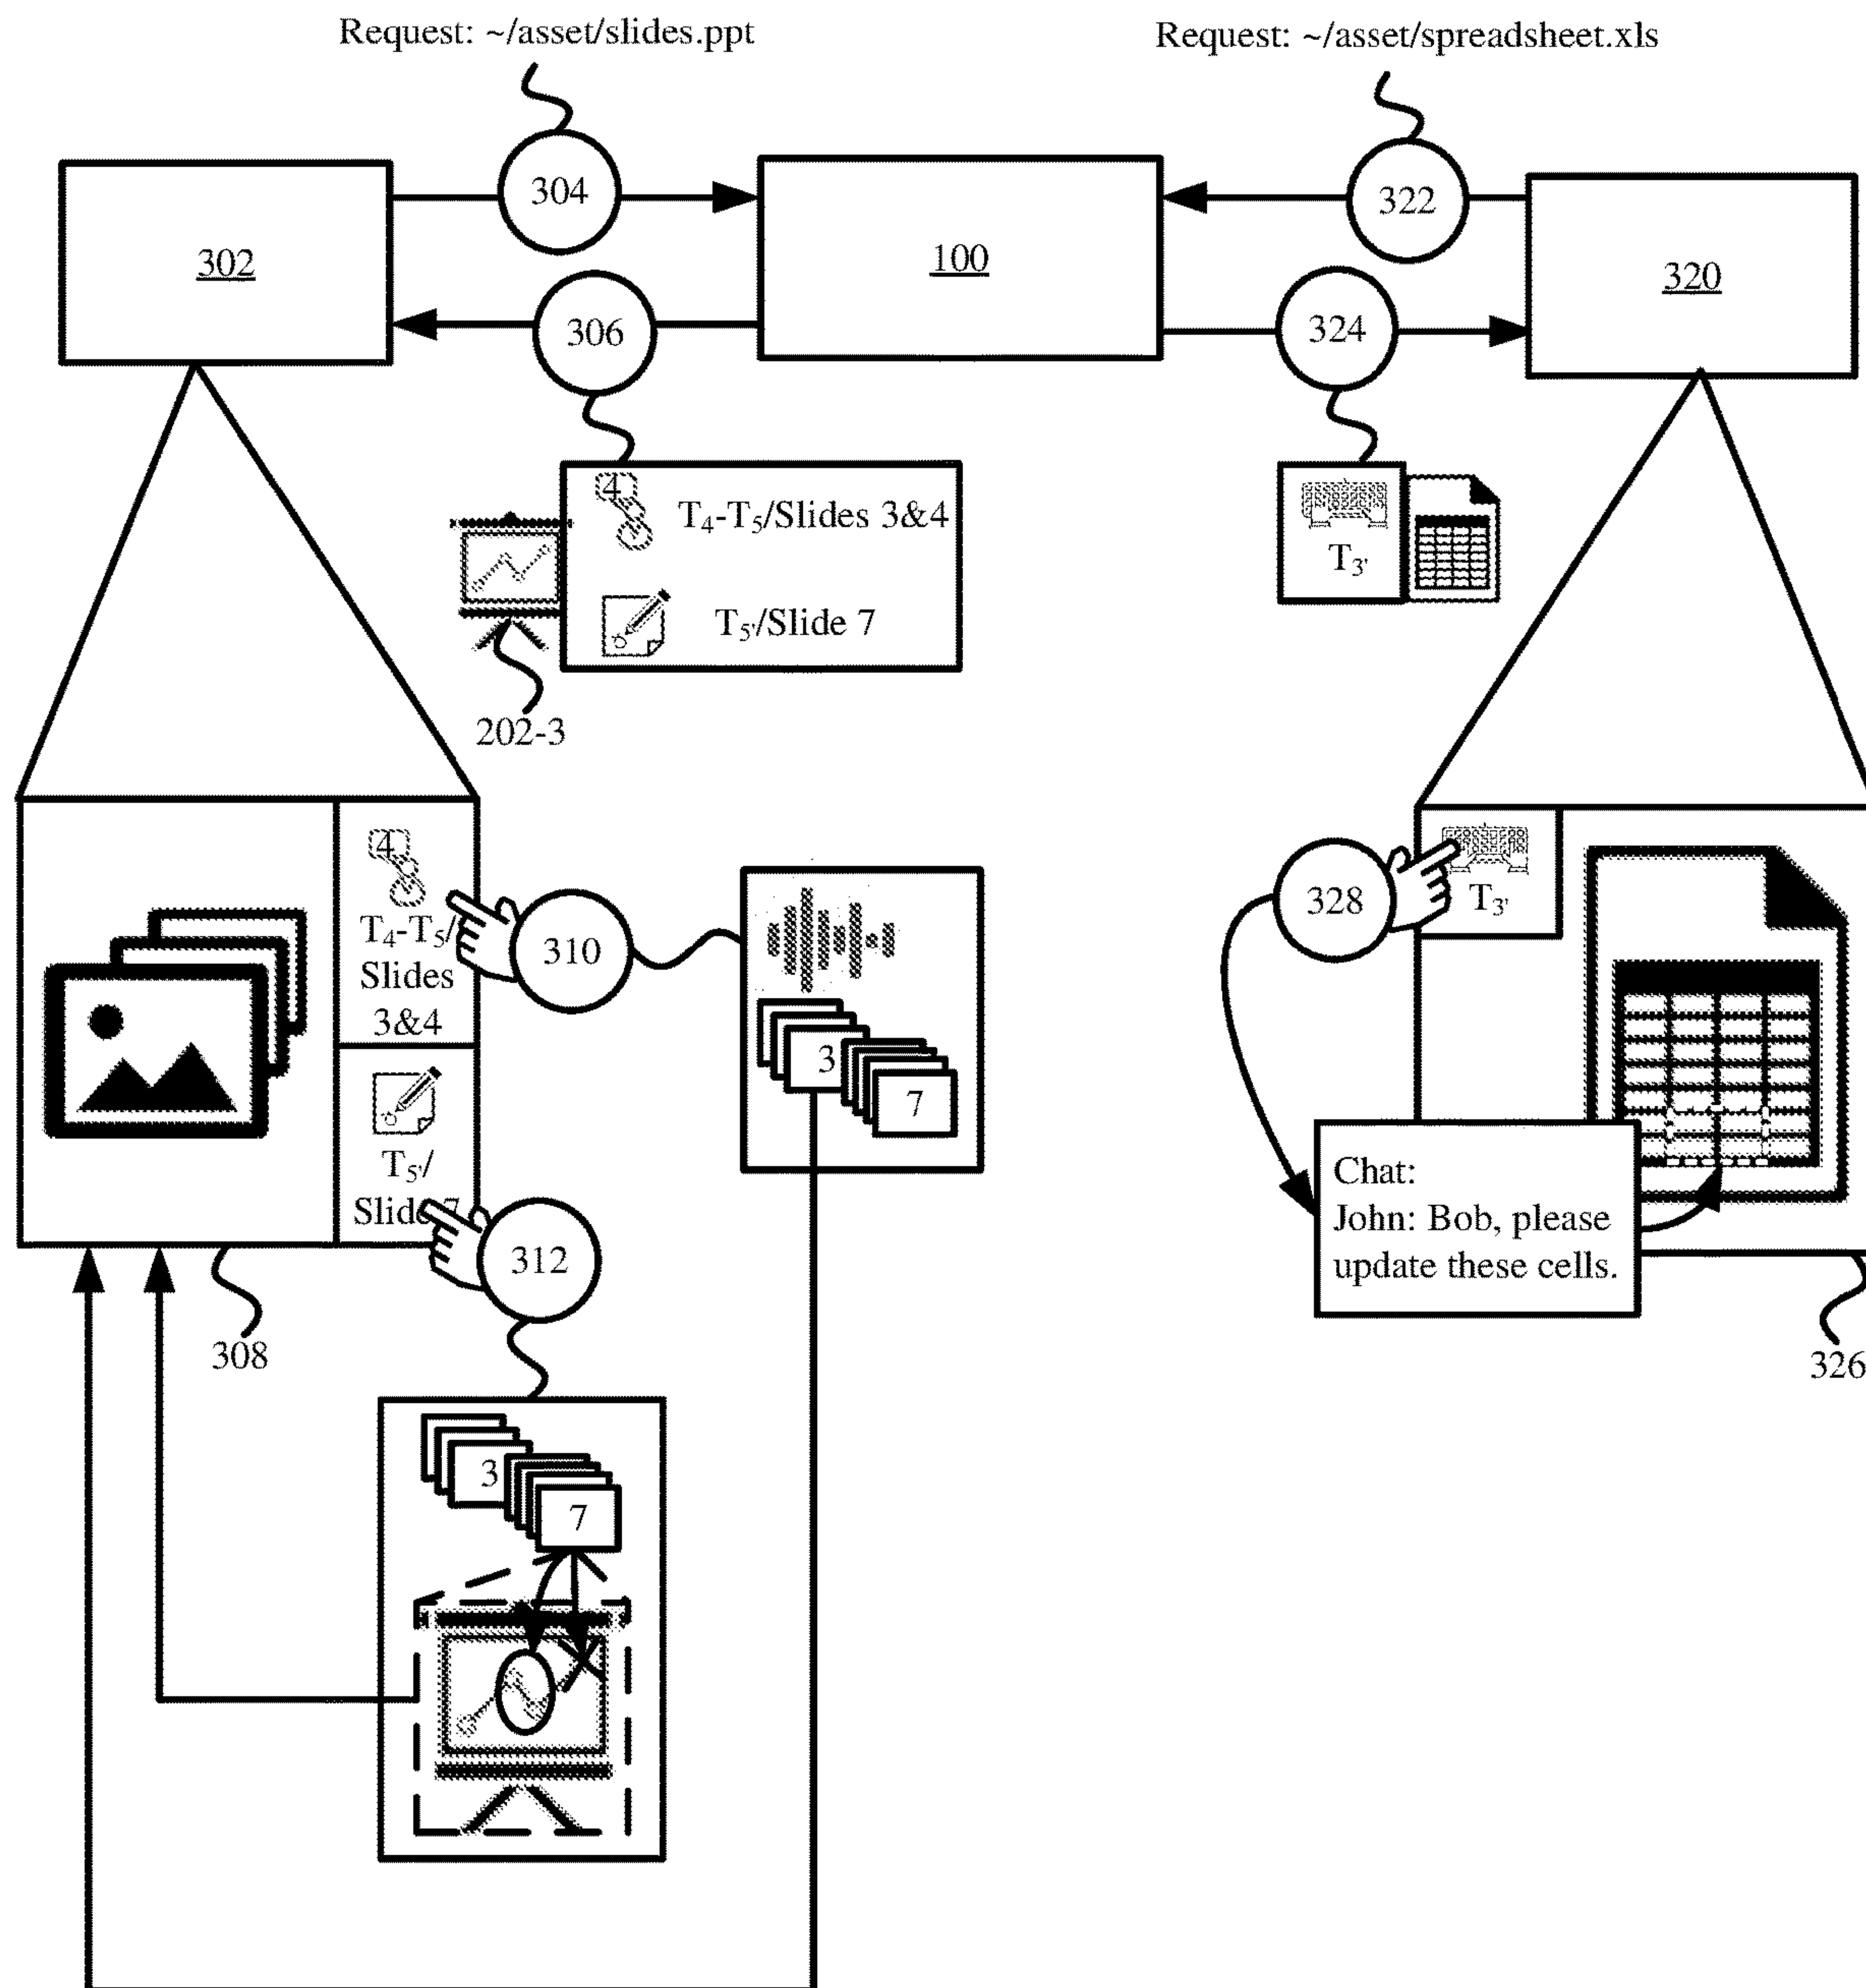 Request: ~/asset/slides.ppt
Request: ~/asset/spreadsheet.xls
304
322
302
100
320
306
324
4
T₄-T₅/Slides 3&4
T₅'/Slide 7
T₃'
202-3
4
T₄-T₅/
Slides
3&4
310
3
7
T₅'/
Slide 7
312
308
328
T₃'
Chat:
John: Bob, please
update these cells.
326
3
7